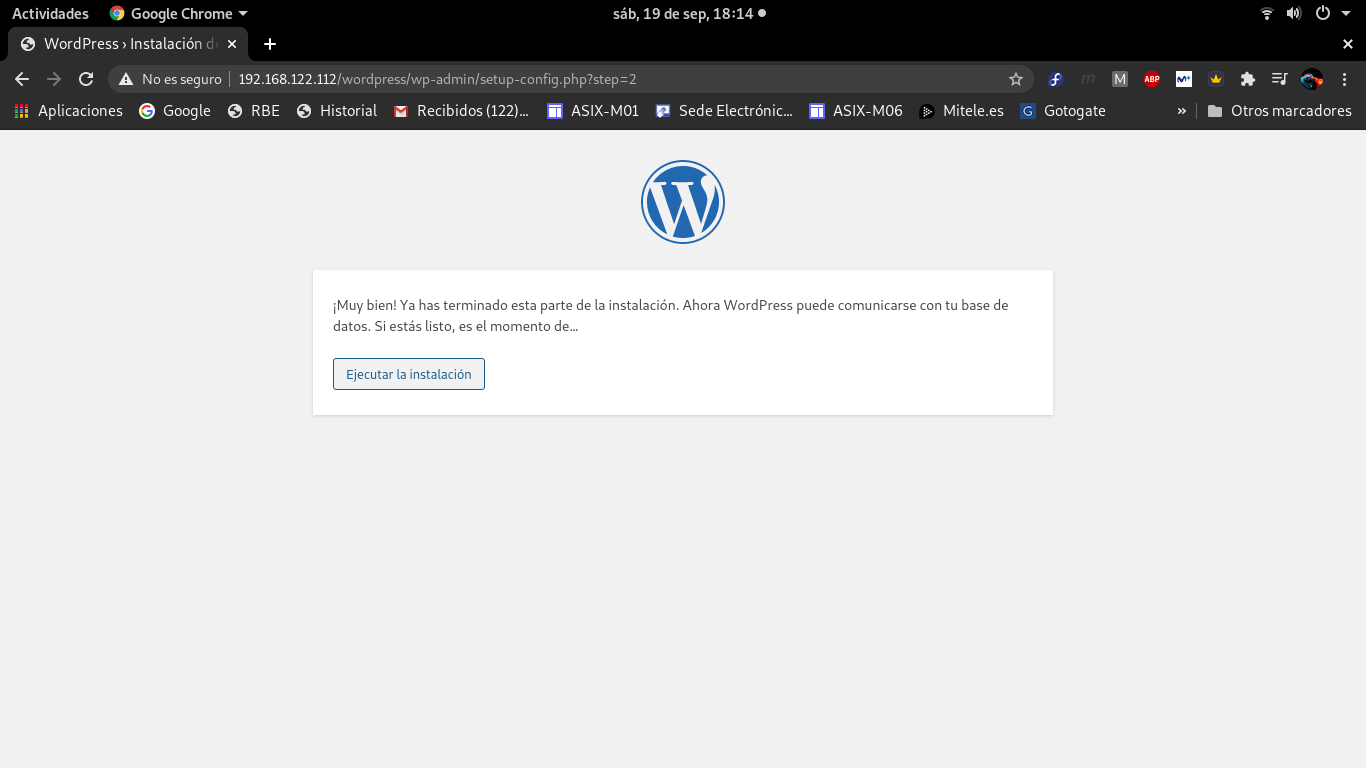 Actividades Google Chrome sáb, 19 de sep, 18:14
WordPress › Instalación de
No es seguro 192.168.122.112/wordpress/wp-admin/setup-config.php?step=2
M ABP
Aplicaciones Google RBE Historial Recibidos (122)... ASIX-M01 Sede Electrónic... ASIX-M06 Mitele.es Gotogate » Otros marcadores
¡Muy bien! Ya has terminado esta parte de la instalación. Ahora WordPress puede comunicarse con tu base de
datos. Si estás listo, es el momento de…
Ejecutar la instalación